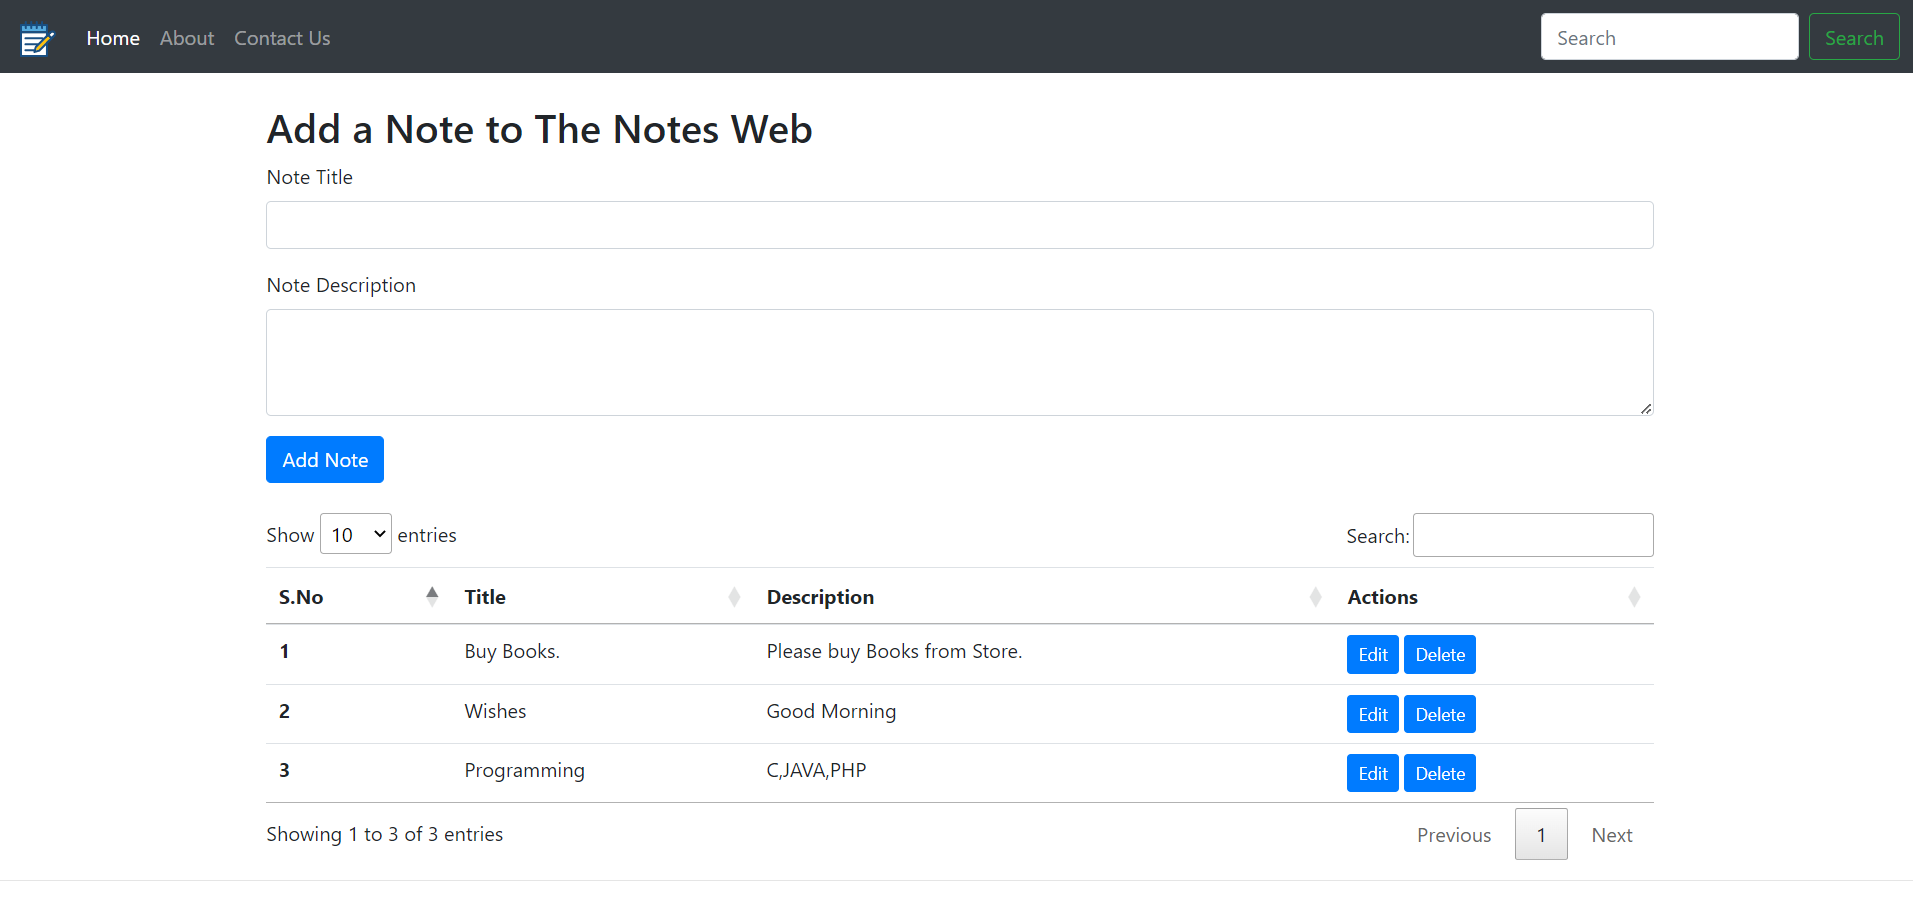 Home About Contact Us Search Search
Add a Note to The Notes Web
Note Title
Note Description
Add Note
Show 10 entries Search:
S.No Title Description Actions
1 Buy Books. Please buy Books from Store. Edit Delete
2 Wishes Good Morning Edit Delete
3 Programming C,JAVA,PHP Edit Delete
Showing 1 to 3 of 3 entries Previous 1 Next